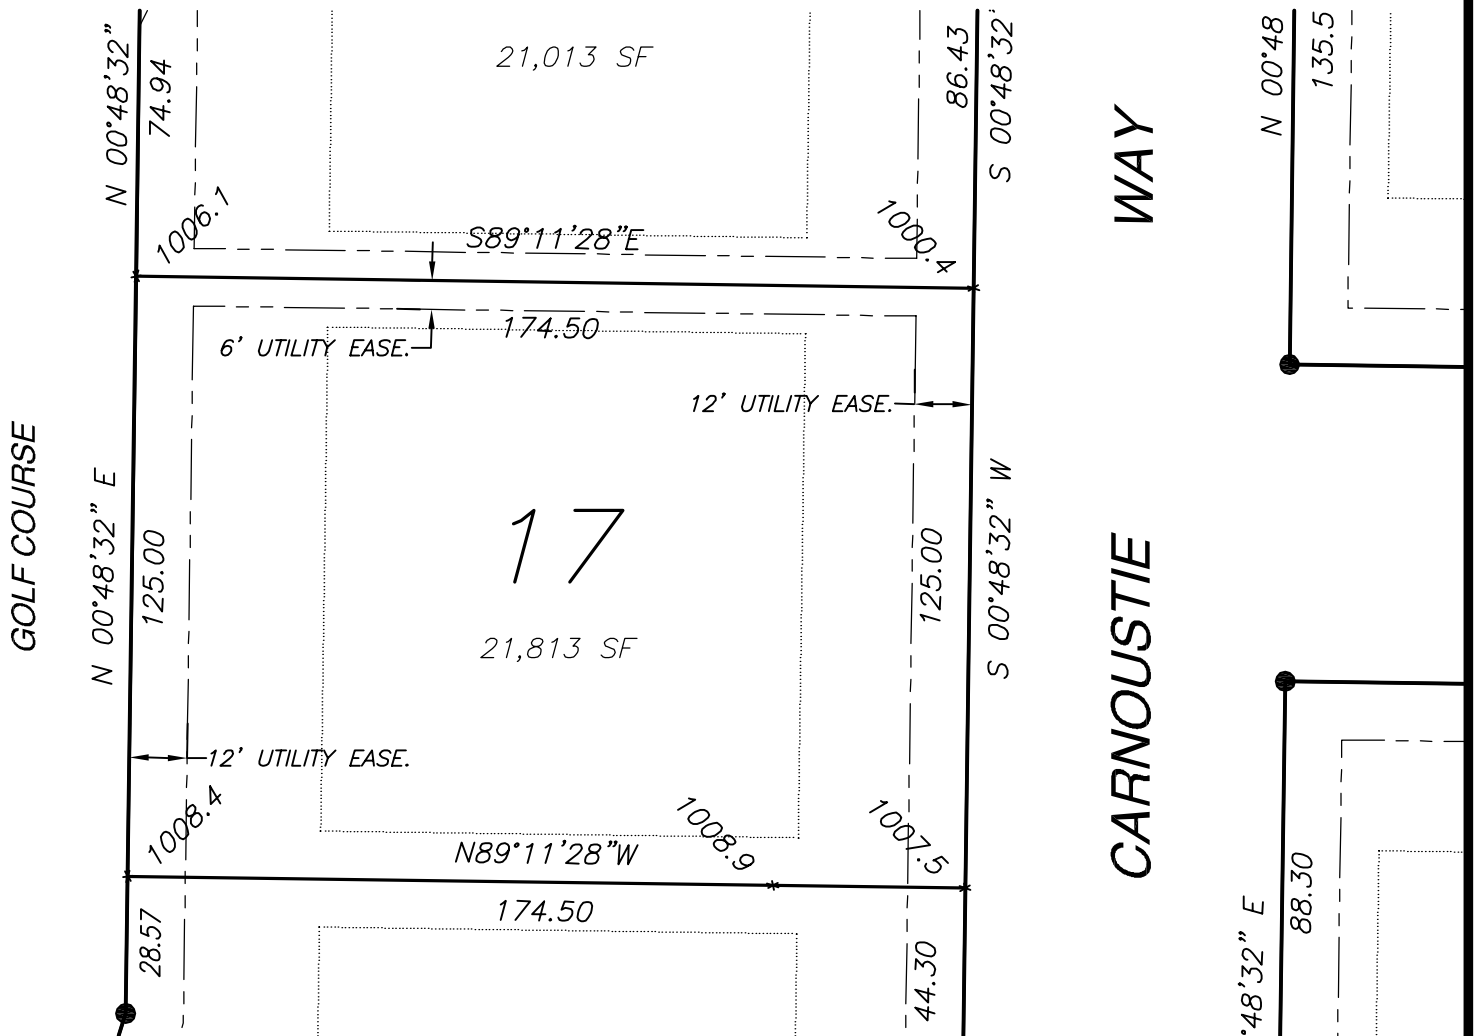 N 00°48'32"
74.94
21,013 SF
86.43
S 00°48'32"
WAY
N 00°48
135.5
1006.1
S89°11'28"E
1000.4
174.50
6' UTILITY EASE.
12' UTILITY EASE.
GOLF COURSE
N 00°48'32" E
125.00
17
21,813 SF
125.00
S 00°48'32" W
CARNOUSTIE
12' UTILITY EASE.
1008.4
N89°11'28"W
1008.9
1007.5
174.50
28.57
44.30
°48'32" E
88.30